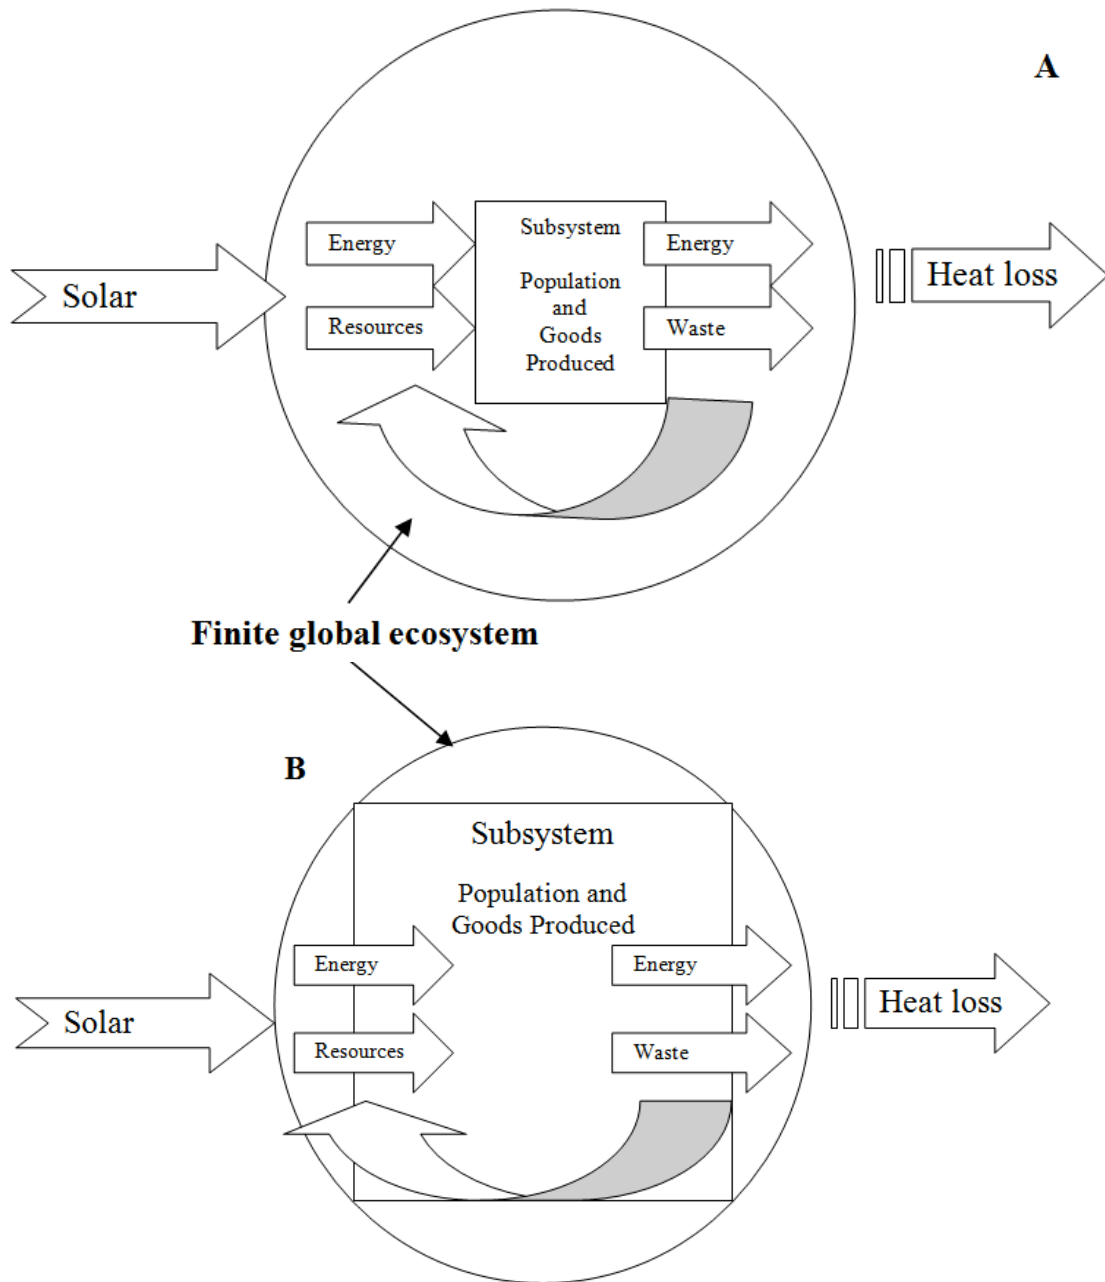 A
Solar
Energy
Resources
Subsystem
Population
and
Goods
Produced
Energy
Waste
Heat loss
Finite global ecosystem
B
Subsystem
Population and
Goods Produced
Solar
Energy
Resources
Energy
Waste
Heat loss